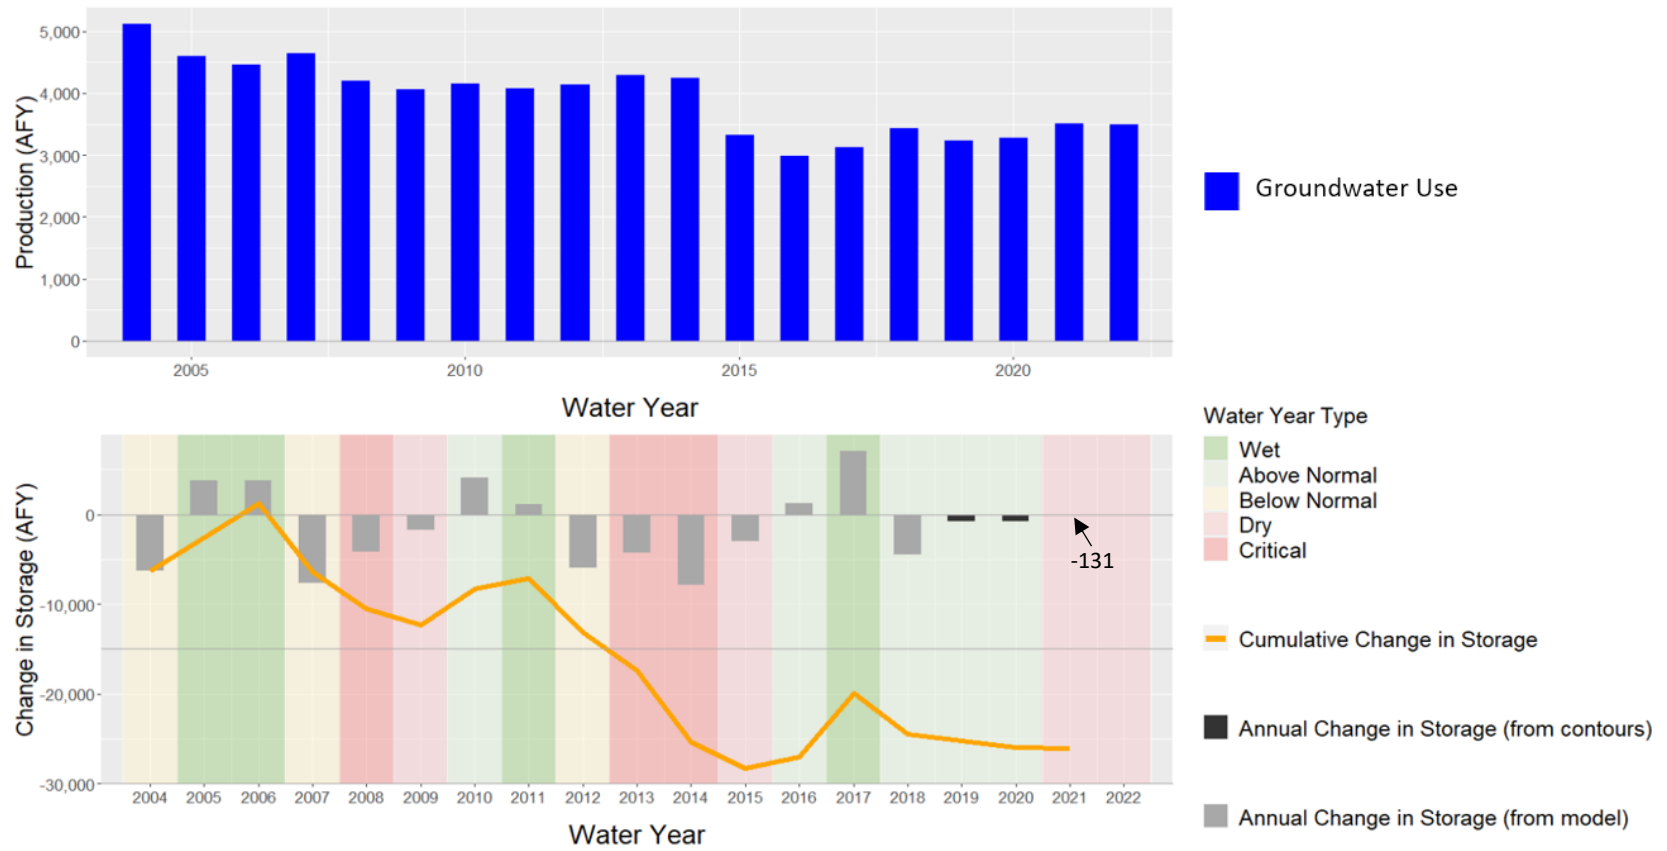 5,000
4,000
3,000
2,000
1,000
0
Production (AFY)
2005 2010 2015 2020
Water Year
Groundwater Use
0
-10,000
-20,000
-30,000
Change in Storage (AFY)
-131
2004 2005 2006 2007 2008 2009 2010 2011 2012 2013 2014 2015 2016 2017 2018 2019 2020 2021 2022
Water Year
Water Year Type
Wet
Above Normal
Below Normal
Dry
Critical
Cumulative Change in Storage
Annual Change in Storage (from contours)
Annual Change in Storage (from model)